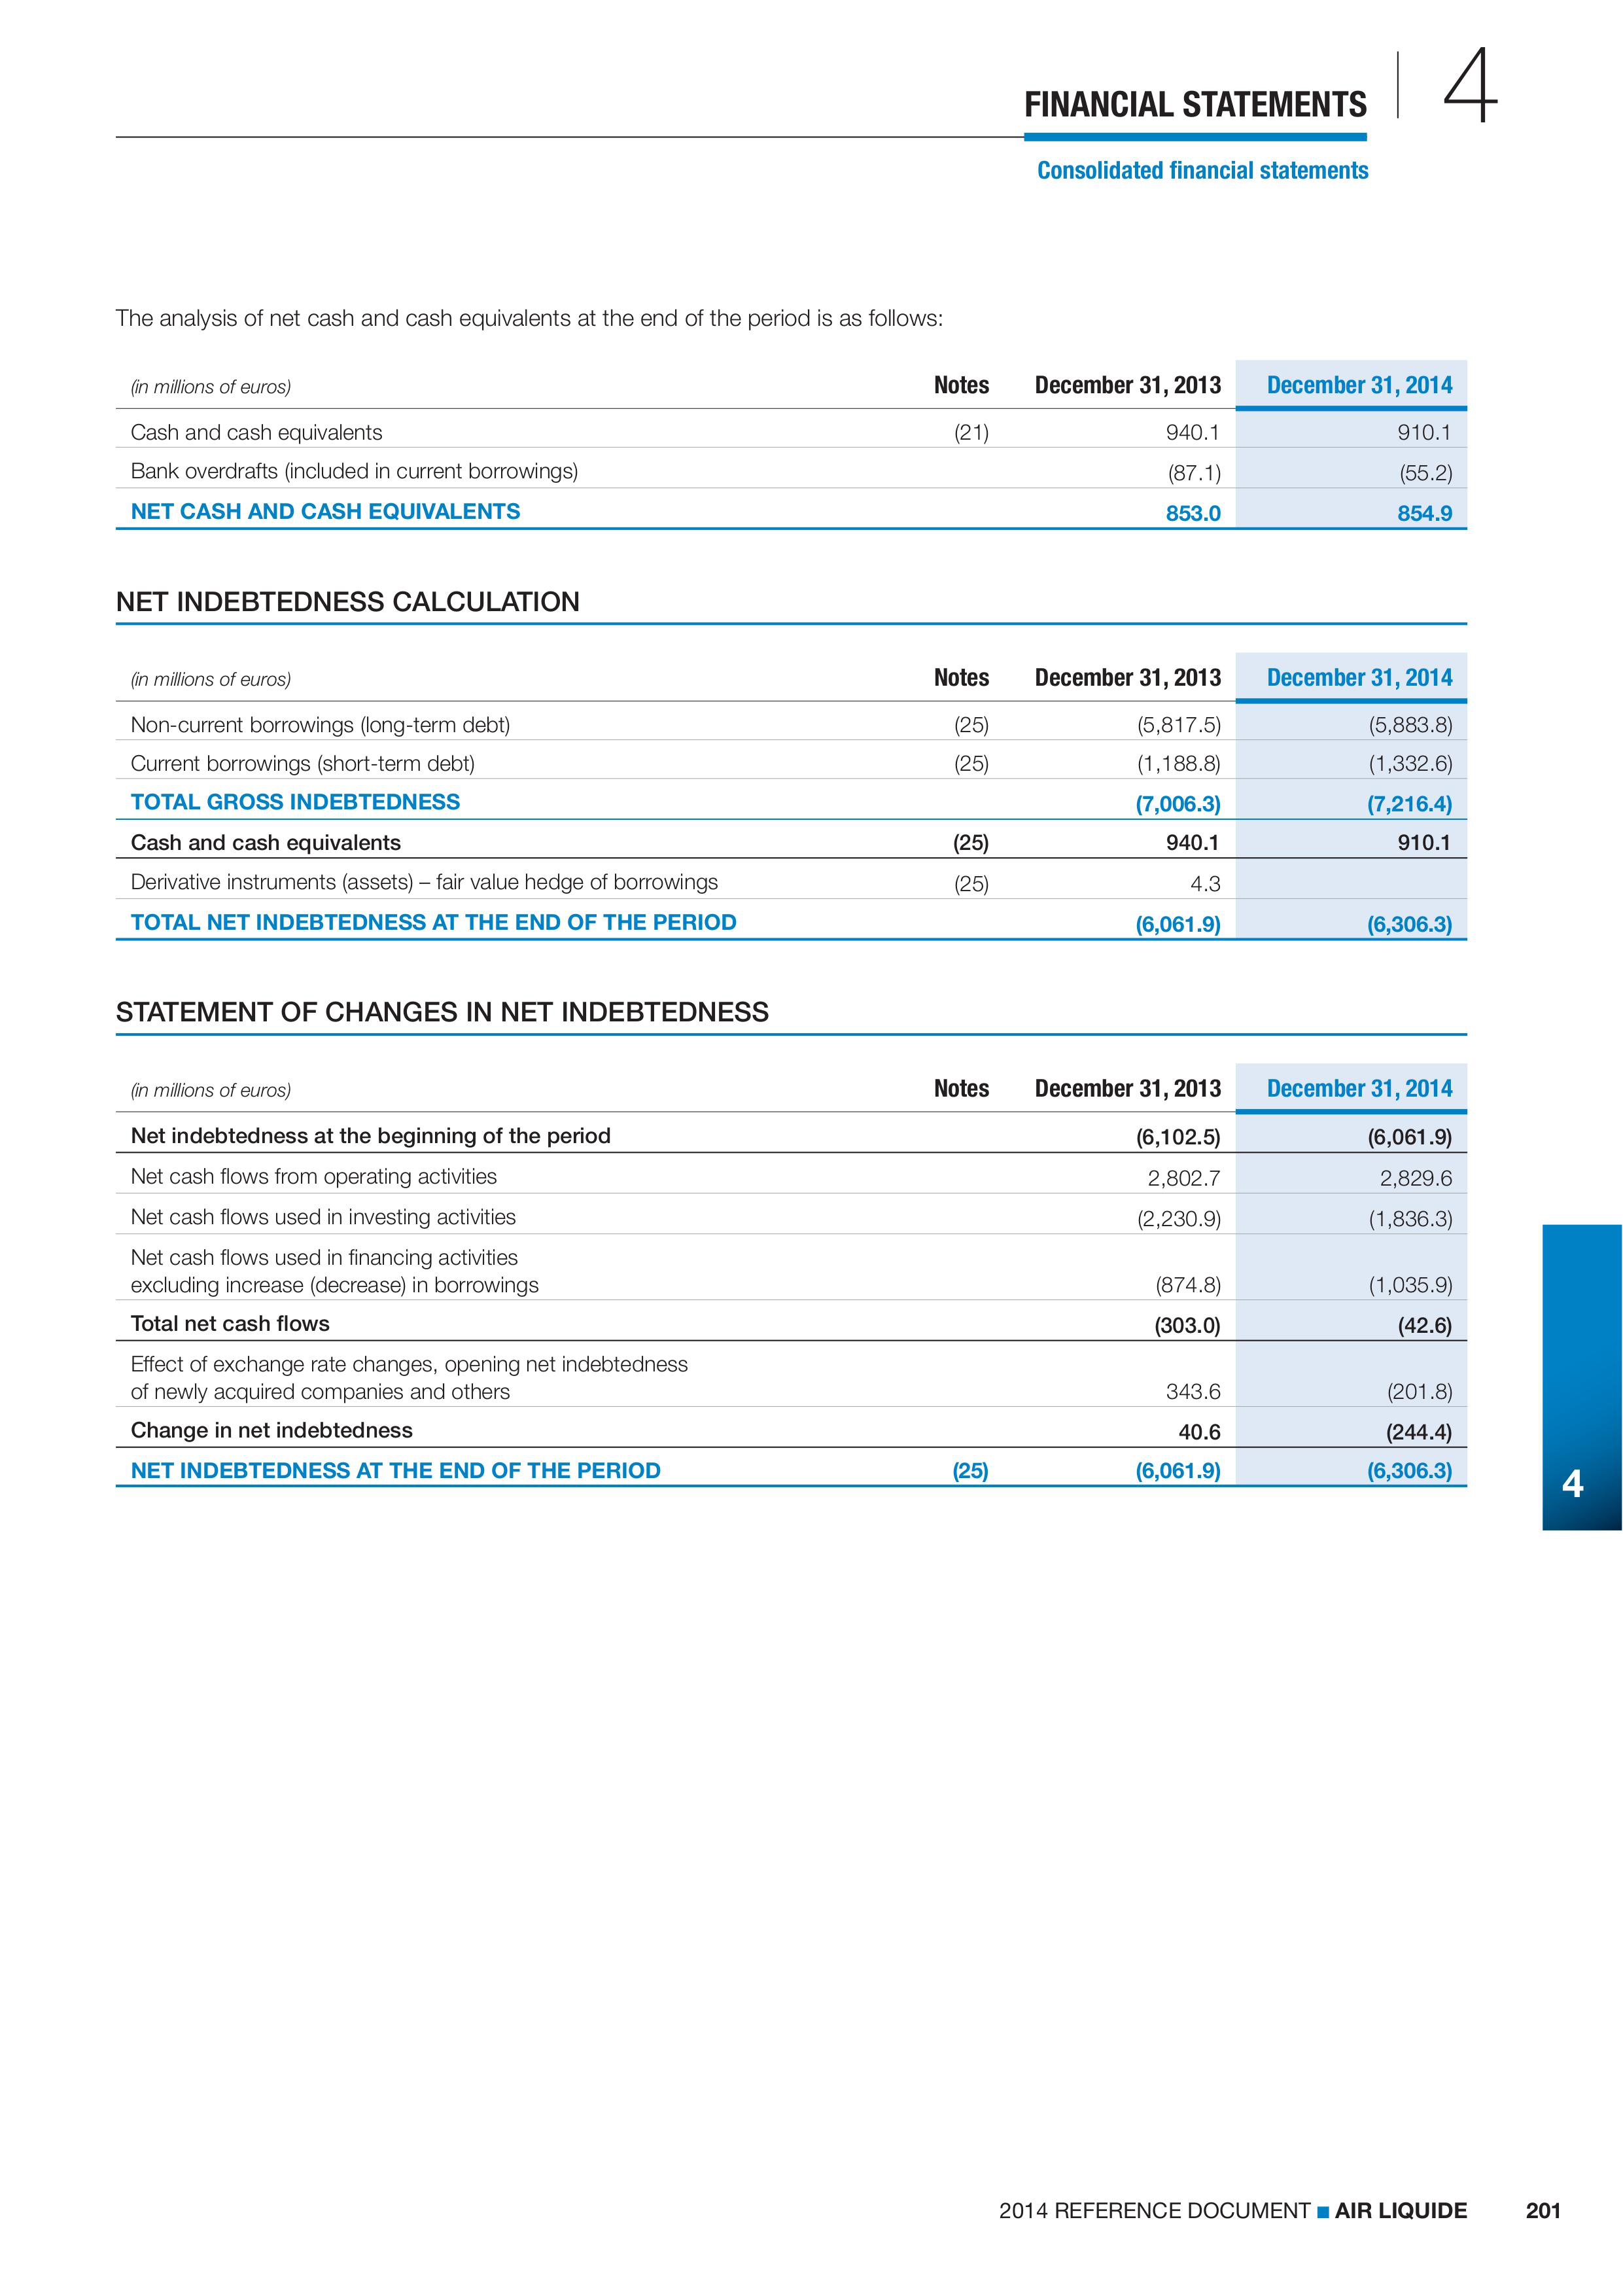 FINANCIAL STATEMENTS 4
Consolidated financial statements
The analysis of net cash and cash equivalents at the end of the period is as follows:
(in millions of euros) Notes December 31, 2013 December 31, 2014
Cash and cash equivalents (21) 940.1 910.1
Bank overdrafts (included in current borrowings) (87.1) (55.2)
NET CASH AND CASH EQUIVALENTS 853.0 854.9
NET INDEBTEDNESS CALCULATION
(in millions of euros) Notes December 31, 2013 December 31, 2014
Non-current borrowings (long-term debt) (25) (5,817.5) (5,883.8)
Current borrowings (short-term debt) (25) (1,188.8) (1,332.6)
TOTAL GROSS INDEBTEDNESS (7,006.3) (7,216.4)
Cash and cash equivalents (25) 940.1 910.1
Derivative instruments (assets) – fair value hedge of borrowings (25) 4.3
TOTAL NET INDEBTEDNESS AT THE END OF THE PERIOD (6,061.9) (6,306.3)
STATEMENT OF CHANGES IN NET INDEBTEDNESS
(in millions of euros) Notes December 31, 2013 December 31, 2014
Net indebtedness at the beginning of the period (6,102.5) (6,061.9)
Net cash flows from operating activities 2,802.7 2,829.6
Net cash flows used in investing activities (2,230.9) (1,836.3)
Net cash flows used in financing activities
excluding increase (decrease) in borrowings (874.8) (1,035.9)
Total net cash flows (303.0) (42.6)
Effect of exchange rate changes, opening net indebtedness
of newly acquired companies and others 343.6 (201.8)
Change in net indebtedness 40.6 (244.4)
NET INDEBTEDNESS AT THE END OF THE PERIOD (25) (6,061.9) (6,306.3)
4
2014 REFERENCE DOCUMENT ■ AIR LIQUIDE 201